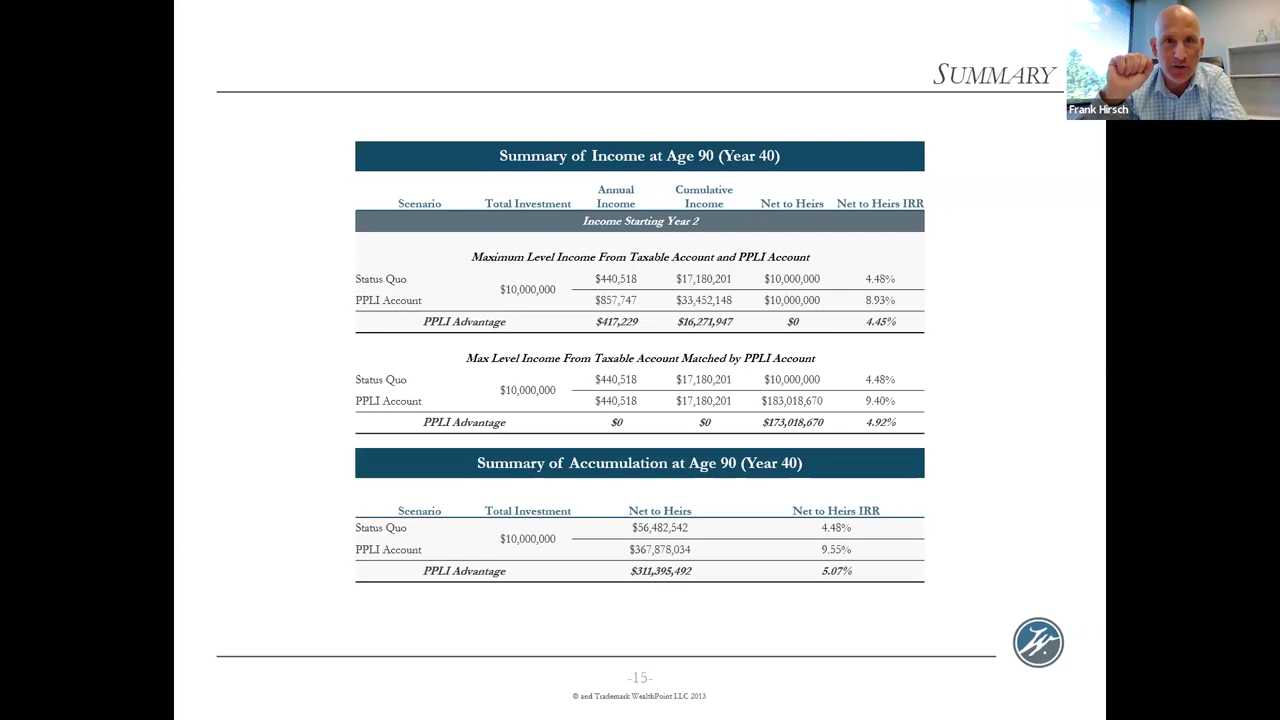 SUMMARY
Frank Hirsch
Summary of Income at Age 90 (Year 40)
Scenario Total Investment Annual Income Cumulative Income Net to Heirs Net to Heirs IRR
Income Starting Year 2
Maximum Level Income From Taxable Account and PPLI Account
Status Quo $10,000,000 $440,518 $17,180,201 $10,000,000 4.48%
PPLI Account $857,747 $33,452,148 $10,000,000 8.93%
PPLI Advantage $417,229 $16,271,947 $0 4.45%
Max Level Income From Taxable Account Matched by PPLI Account
Status Quo $10,000,000 $440,518 $17,180,201 $10,000,000 4.48%
PPLI Account $440,518 $17,180,201 $183,018,670 9.40%
PPLI Advantage $0 $0 $173,018,670 4.92%
Summary of Accumulation at Age 90 (Year 40)
Scenario Total Investment Net to Heirs Net to Heirs IRR
Status Quo $10,000,000 $56,482,542 4.48%
PPLI Account $367,878,034 9.55%
PPLI Advantage $311,395,492 5.07%
W.
-15-
© and Trademark WealthPoint LLC 2013